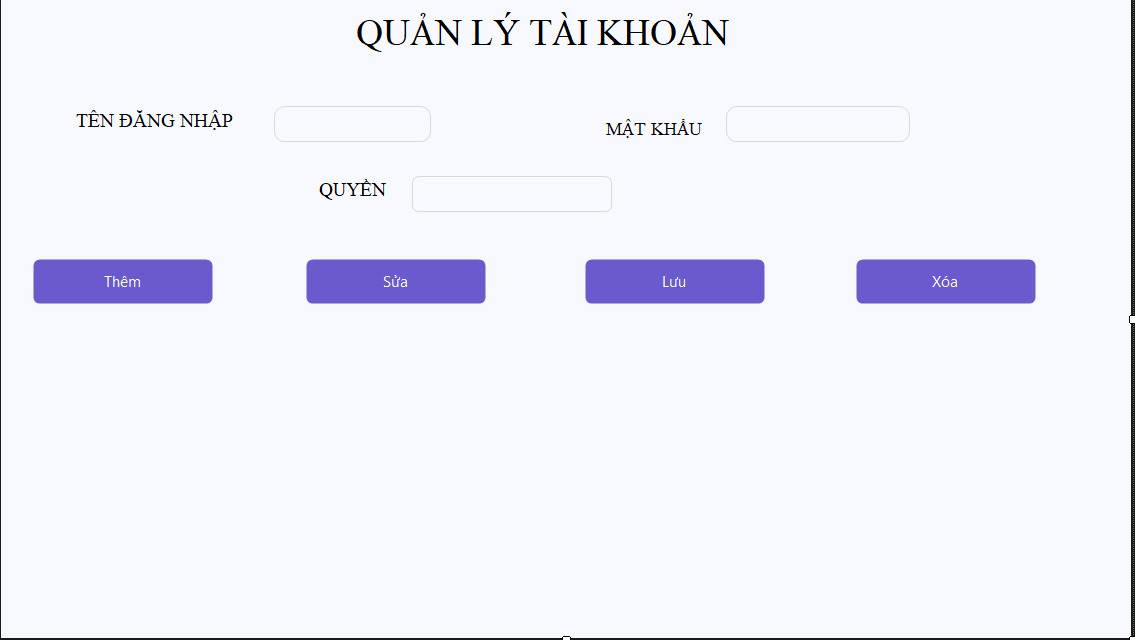 QUẢN LÝ TÀI KHOẢN
TÊN ĐĂNG NHẬP
MẬT KHẨU
QUYỀN
Thêm
Sửa
Lưu
Xóa